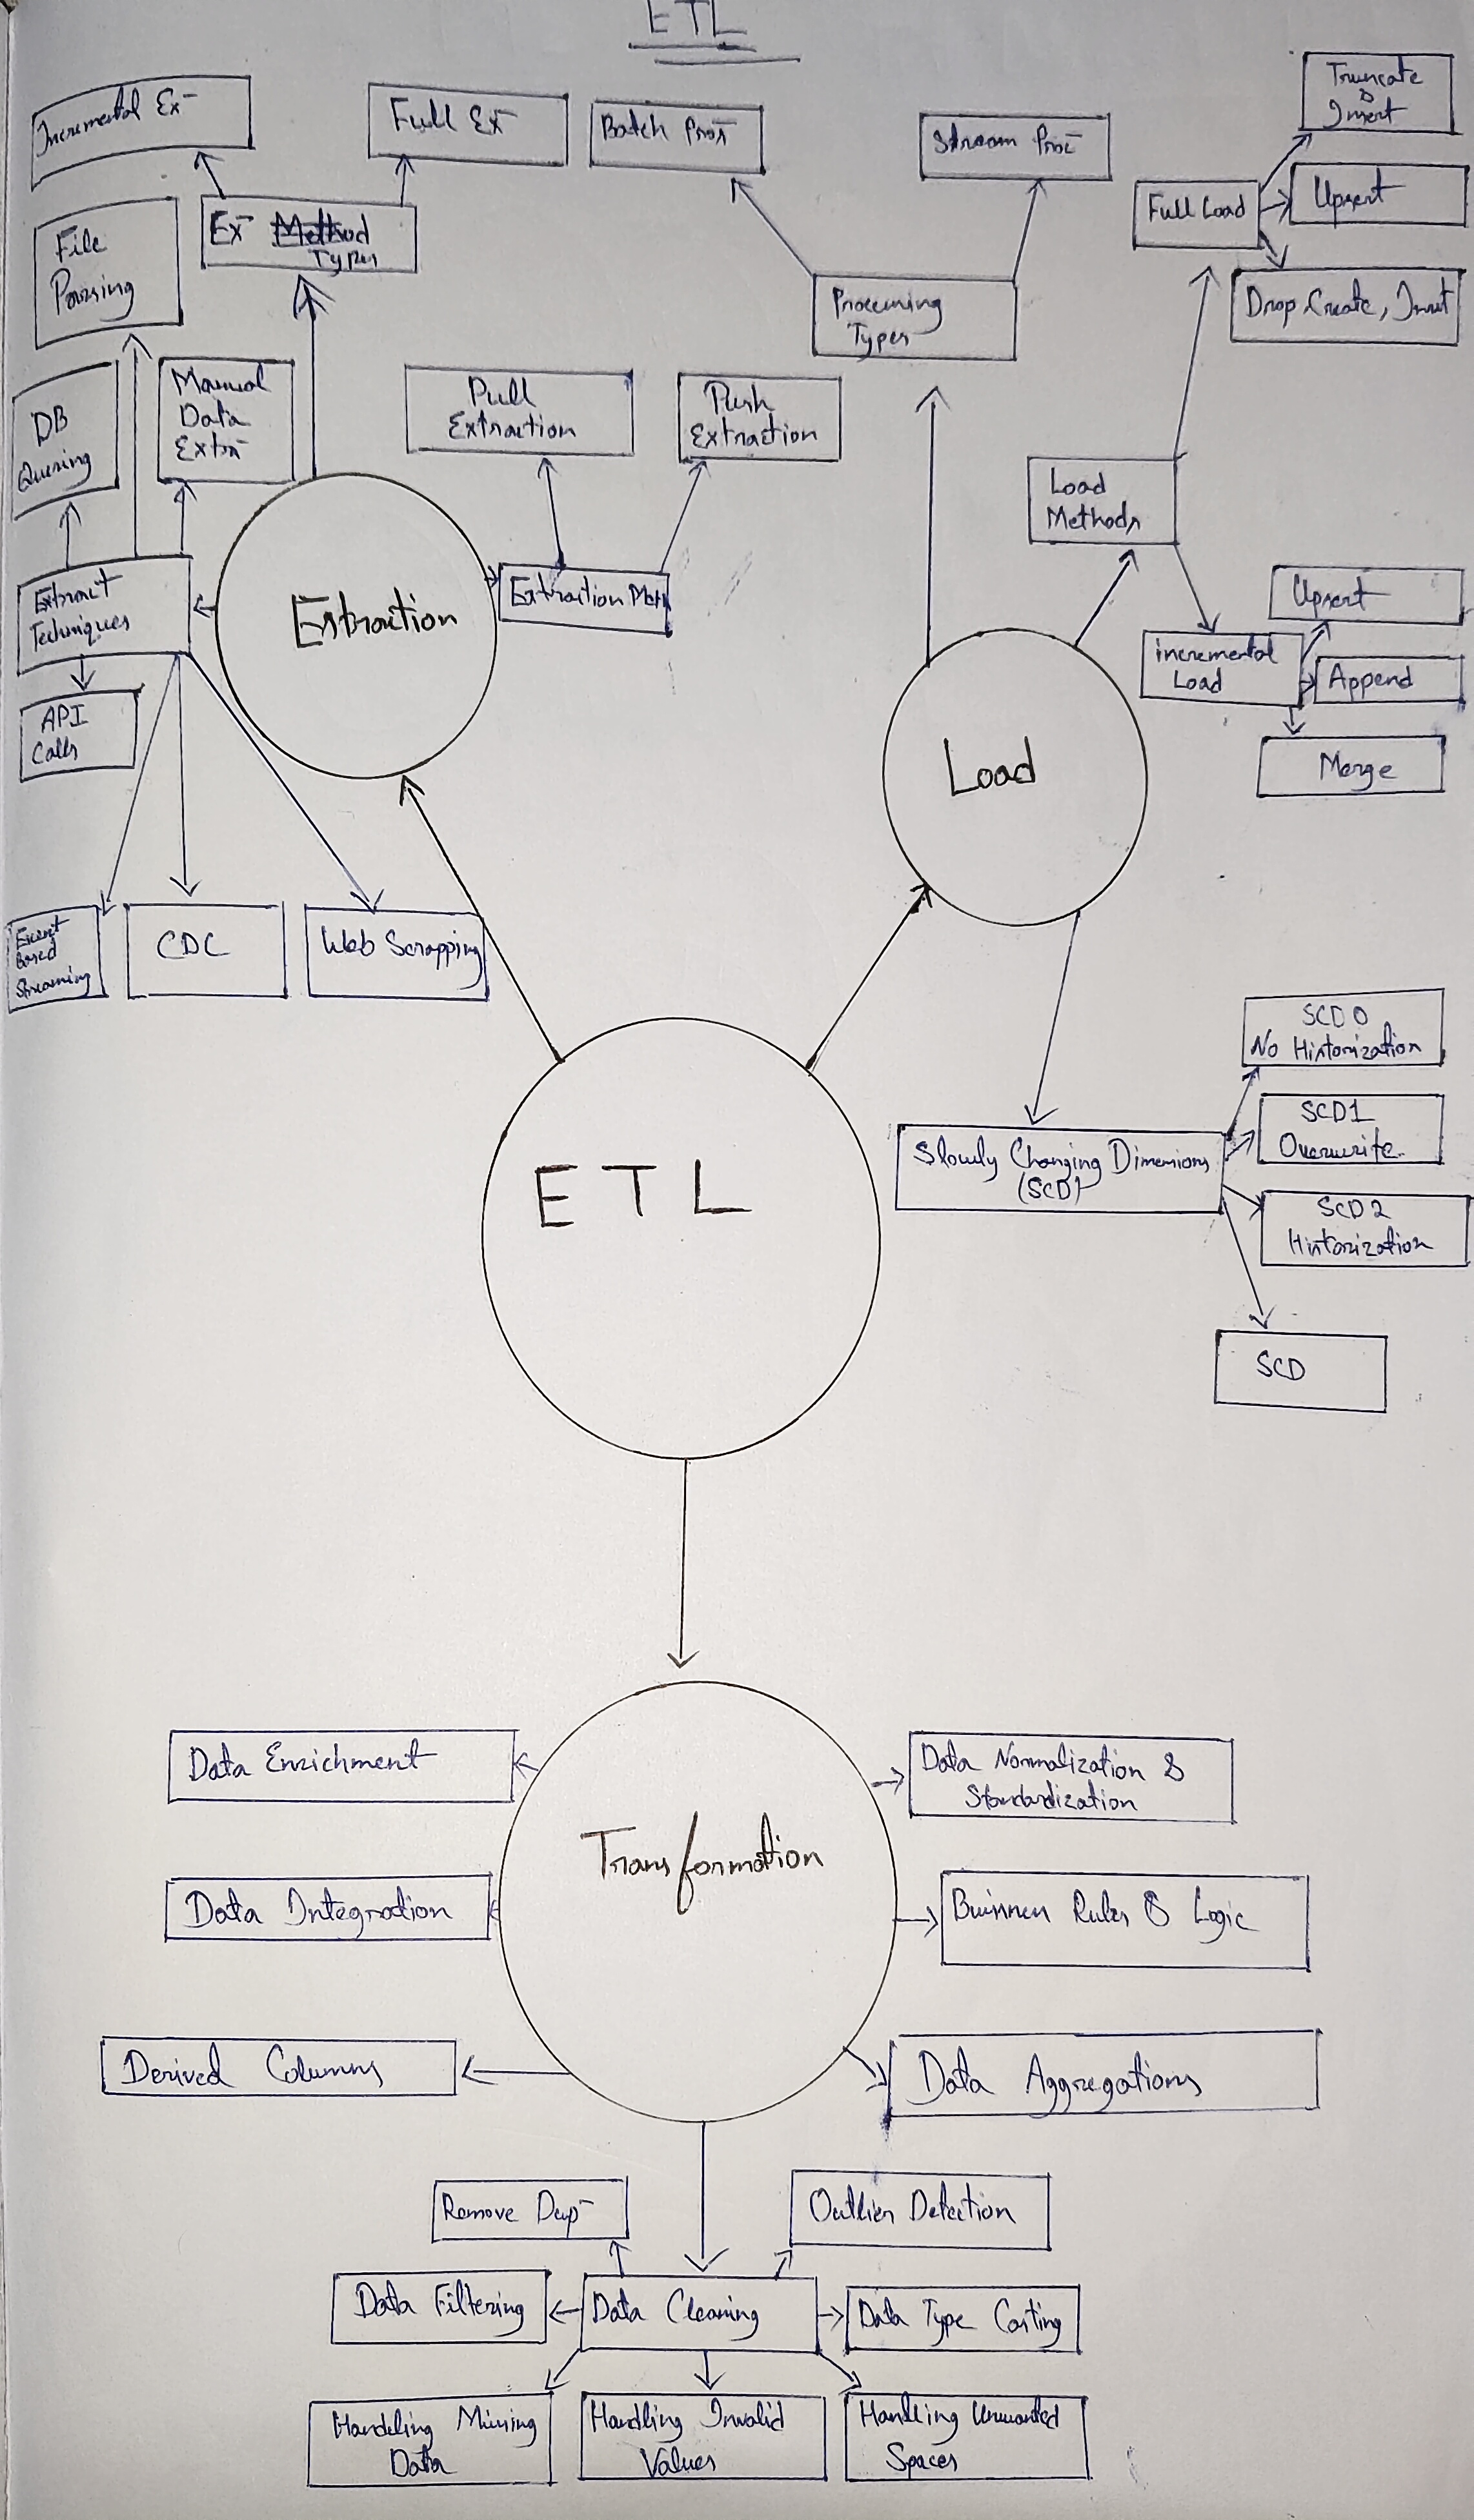 ETL
Incremental Ex-
Full Ex-
Batch Proc-
Stream Proc-
Truncate
&
Insert
Full Load
Upsert
Drop, Create, Insert
Ex- Method
Types
File
Parsing
Processing
Types
DB
Quering
Manual
Data
Extra-
Pull
Extraction
Push
Extraction
Load
Methods
Extract
Techniques
Extraction
Extraction Meth
Upsert
incremental
Load
Append
Merge
API
Calls
Load
Event
Based
Streaming
CDC
Web Scrapping
SCD 0
No Historization
SCD1
Overwrite
Slowly Changing Dimensions
(SCD)
SCD 2
Historization
SCD
ETL
Transformation
Data Enrichment
Data Normalization &
Standardization
Data Integration
Business Rules & Logic
Derived Columns
Data Aggregations
Remove Dup-
Outlier Detection
Data Filtering
Data Cleaning
Data Type Casting
Handling Missing
Data
Handling Invalid
Values
Handling Unwanted
Spaces